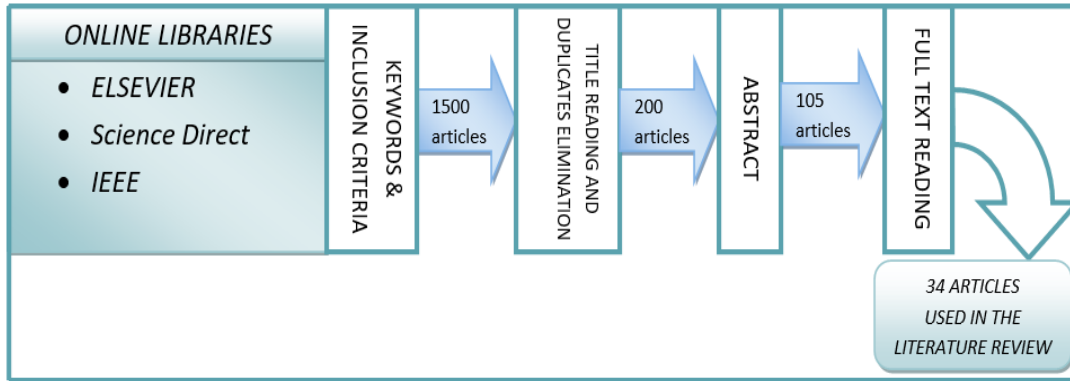 ONLINE LIBRARIES
• ELSEVIER
• Science Direct
• IEEE
KEYWORDS &
INCLUSION CRITERIA
1500
articles
TITLE READING AND
DUPLICATES ELIMINATION
200
articles
ABSTRACT
105
articles
FULL TEXT READING
34 ARTICLES
USED IN THE
LITERATURE REVIEW